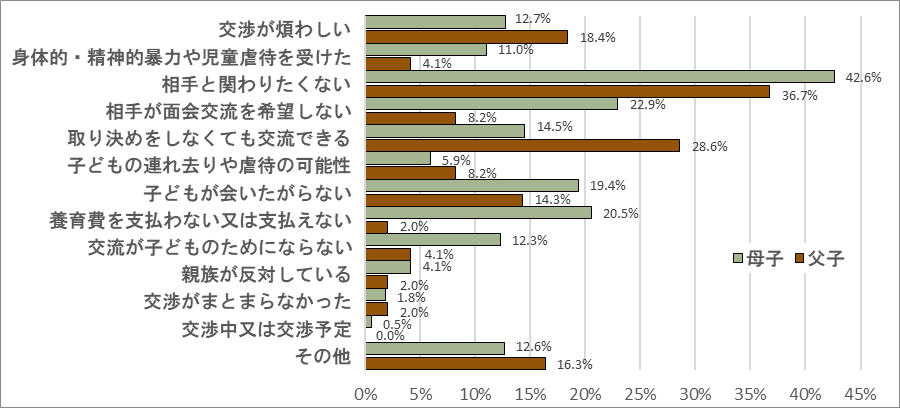 交渉が煩わしい
12.7%
18.4%
身体的・精神的暴力や児童虐待を受けた
11.0%
4.1%
相手と関わりたくない
42.6%
36.7%
相手が面会交流を希望しない
22.9%
8.2%
取り決めをしなくても交流できる
14.5%
28.6%
子どもの連れ去りや虐待の可能性
5.9%
8.2%
子どもが会いたがらない
19.4%
14.3%
養育費を支払わない又は支払えない
20.5%
2.0%
交流が子どものためにならない
12.3%
4.1%
親族が反対している
4.1%
2.0%
交渉がまとまらなかった
1.8%
2.0%
交渉中又は交渉予定
0.5%
0.0%
その他
12.6%
16.3%
母子 父子
0% 5% 10% 15% 20% 25% 30% 35% 40% 45%